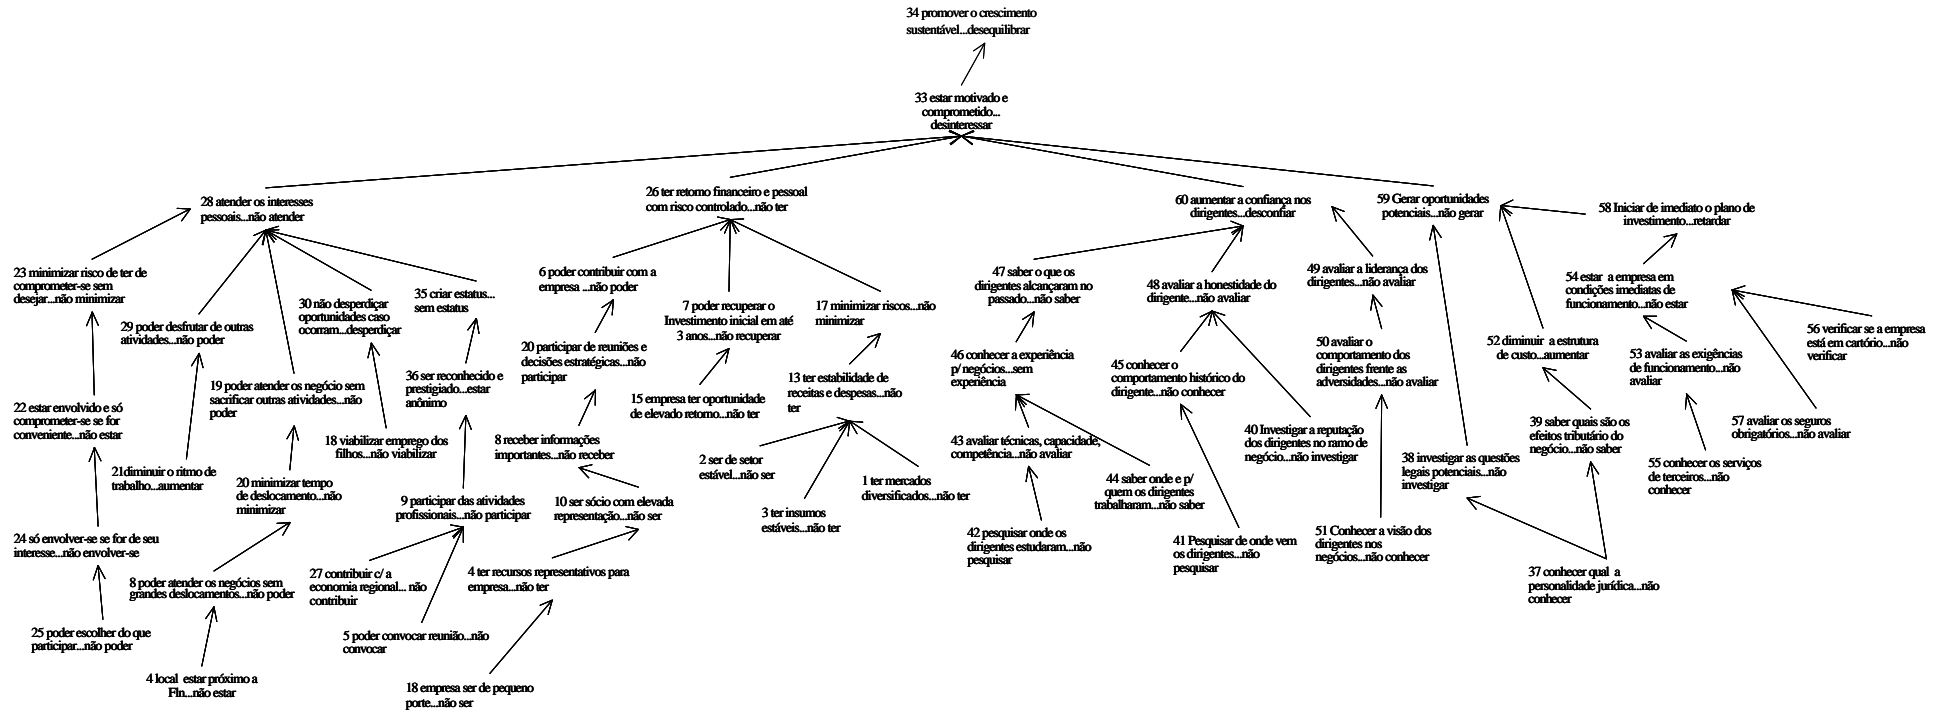 34 promover o crescimento
sustentável...desequilibrar
33 estar motivado e
comprometido...
desinteressar
28 atender os interesses
pessoais...não atender
26 ter retorno financeiro e pessoal
com risco controlado...não ter
60 aumentar a confiança nos
dirigentes...desconfiar
59 Gerar oportunidades
potenciais...não gerar
58 Iniciar de imediato o plano de
investimento...retardar
23 minimizar risco de ter de
comprometer-se sem
desejar...não minimizar
29 poder desfrutar de outras
atividades...não poder
30 não desperdiçar
oportunidades caso
ocorram...desperdiçar
35 criar estatus...
sem estatus
6 poder contribuir com a
empresa ...não poder
7 poder recuperar o
Investimento inicial em até
3 anos...não recuperar
17 minimizar riscos...não
minimizar
47 saber o que os
dirigentes alcançaram no
passado...não saber
48 avaliar a honestidade do
dirigente...não avaliar
49 avaliar a liderança dos
dirigentes...não avaliar
54 estar a empresa em
condições imediatas de
funcionamento...não estar
56 verificar se a empresa
está em cartório...não
verificar
52 diminuir a estrutura
de custo...aumentar
53 avaliar as exigências
de funcionamento...não
avaliar
19 poder atender os negócio sem
sacrificar outras atividades...não
poder
36 ser reconhecido e
prestigiado...estar
anônimo
20 participar de reuniões e
decisões estratégicas...não
participar
15 empresa ter oportunidade
de elevado retorno...não ter
13 ter estabilidade de
receitas e despesas...não
ter
46 conhecer a experiência
p/ negócios...sem
experiência
45 conhecer o
comportamento histórico do
dirigente...não conhecer
50 avaliar o
comportamento dos
dirigentes frente as
adversidades...não avaliar
22 estar envolvido e só
comprometer-se se for
conveniente...não estar
18 viabilizar emprego dos
filhos...não viabilizar
8 receber informações
importantes...não receber
43 avaliar técnicas, capacidade,
competência...não avaliar
40 Investigar a reputação
dos dirigentes no ramo de
negócio...não investigar
39 saber quais são os
efeitos tributário do
negócio...não saber
57 avaliar os seguros
obrigatórios...não avaliar
21diminuir o ritmo de
trabalho...aumentar
20 minimizar tempo
de deslocamento...não
minimizar
2 ser de setor
estável...não ser
1 ter mercados
diversificados...não ter
44 saber onde e p/
quem os dirigentes
trabalharam...não saber
38 investigar as questões
legais potenciais...não
investigar
55 conhecer os serviços
de terceiros...não
conhecer
9 participar das atividades
profissionais...não participar
10 ser sócio com elevada
representação...não ser
3 ter insumos
estáveis...não ter
24 só envolver-se se for de seu
interesse...não envolver-se
42 pesquisar onde os
dirigentes estudaram...não
pesquisar
41 Pesquisar de onde vem
os dirigentes...não
pesquisar
51 Conhecer a visão dos
dirigentes nos
negócios...não conhecer
8 poder atender os negócios sem
grandes deslocamentos...não poder
27 contribuir c/ a
economia regional... não
contribuir
4 ter recursos representativos para
empresa...não ter
37 conhecer qual a
personalidade jurídica...não
conhecer
25 poder escolher do que
participar...não poder
5 poder convocar reunião...não
convocar
4 local estar próximo a
Fln...não estar
18 empresa ser de pequeno
porte...não ser